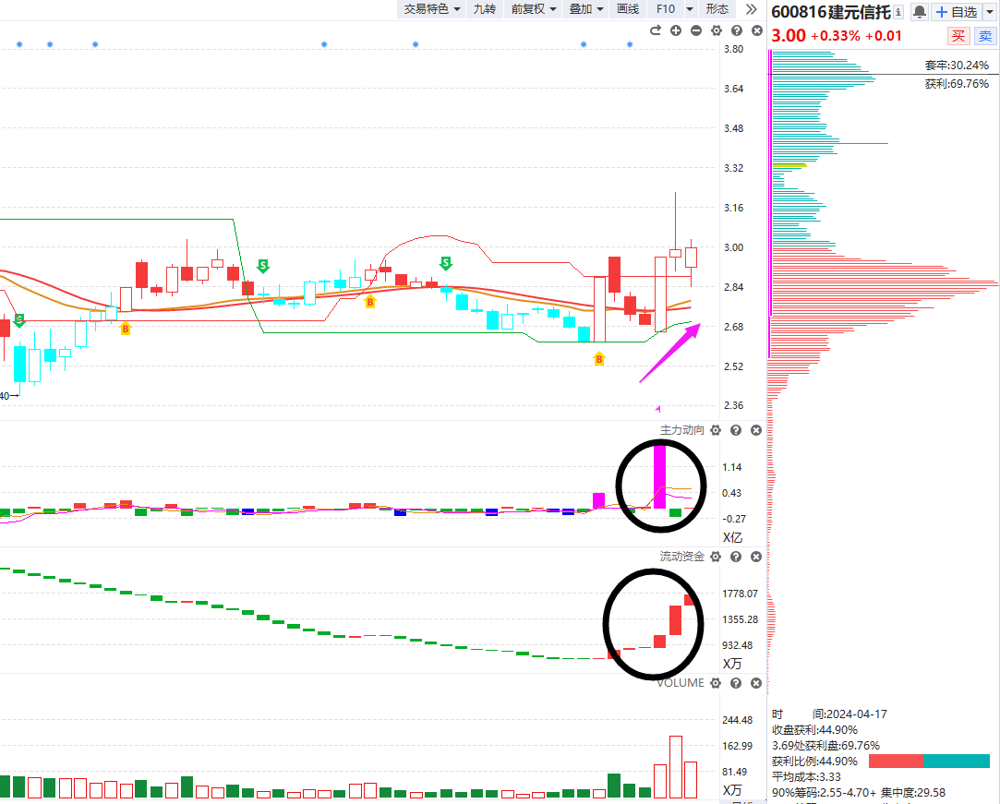 交易特色 九转 前复权 叠加 画线 F10 形态
600816建元信托 自选
3.00 +0.33% +0.01 买 卖
3.80
3.64
3.48
3.32
3.16
3.00
2.84
2.68
2.52
2.36
S
B
S
B
S
B
40→
套牢:30.24%
获利:69.76%
主力动向
1.14
0.43
-0.27
X亿
流动资金
1778.07
1355.28
932.48
X万
VOLUME
244.48
162.99
81.49
X万
时 间:2024-04-17
收盘获利:44.90%
3.69处获利盘:69.76%
获利比例:44.90%
平均成本:3.33
90%筹码:2.55-4.70+ 集中度:29.58